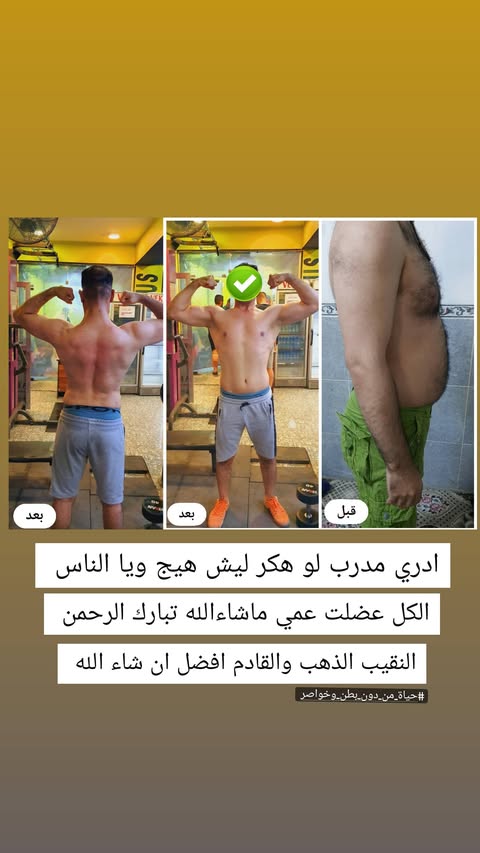 بعد
بعد
قبل
ادري مدرب لو هكر ليش هيج ويا الناس
الكل عضلت عمي ماشاءالله تبارك الرحمن
النقيب الذهب والقادم افضل ان شاء الله
#حياة_من_دون_بطن_وخواصر